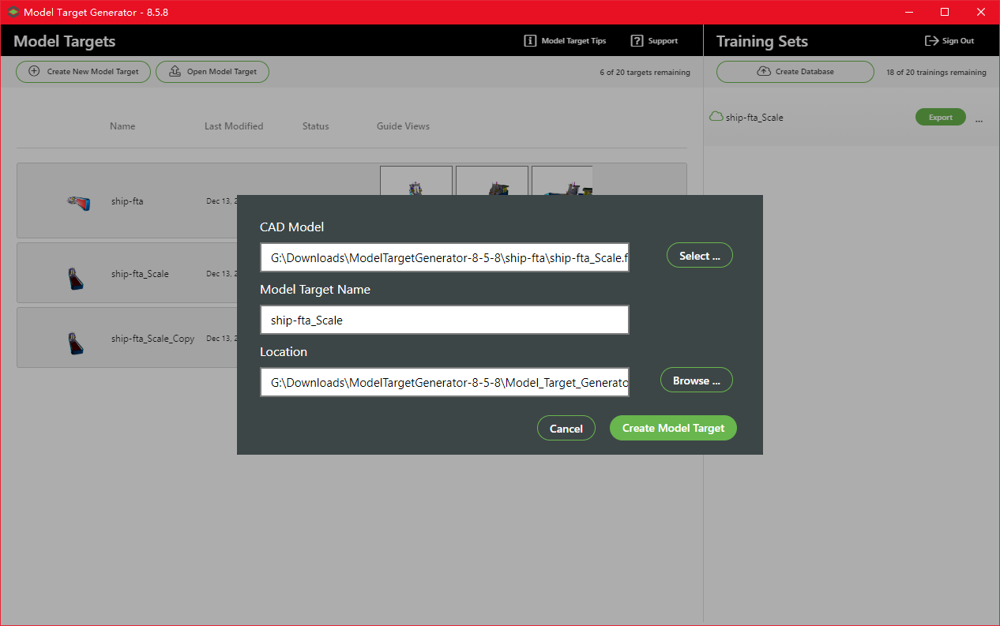 Model Target Generator - 8.5.8
Model Targets
Model Target Tips
Support
Training Sets
Sign Out
Create New Model Target
Open Model Target
6 of 20 targets remaining
Create Database
18 of 20 trainings remaining
Name
Last Modified
Status
Guide Views
ship-fta_Scale
Export
...
ship-fta
Dec 13,
ship-fta_Scale
Dec 13, 2
ship-fta_Scale_Copy
Dec 13, 2
CAD Model
G:\Downloads\ModelTargetGenerator-8-5-8\ship-fta\ship-fta_Scale.f
Select ...
Model Target Name
ship-fta_Scale
Location
G:\Downloads\ModelTargetGenerator-8-5-8\Model_Target_Generato
Browse ...
Cancel
Create Model Target